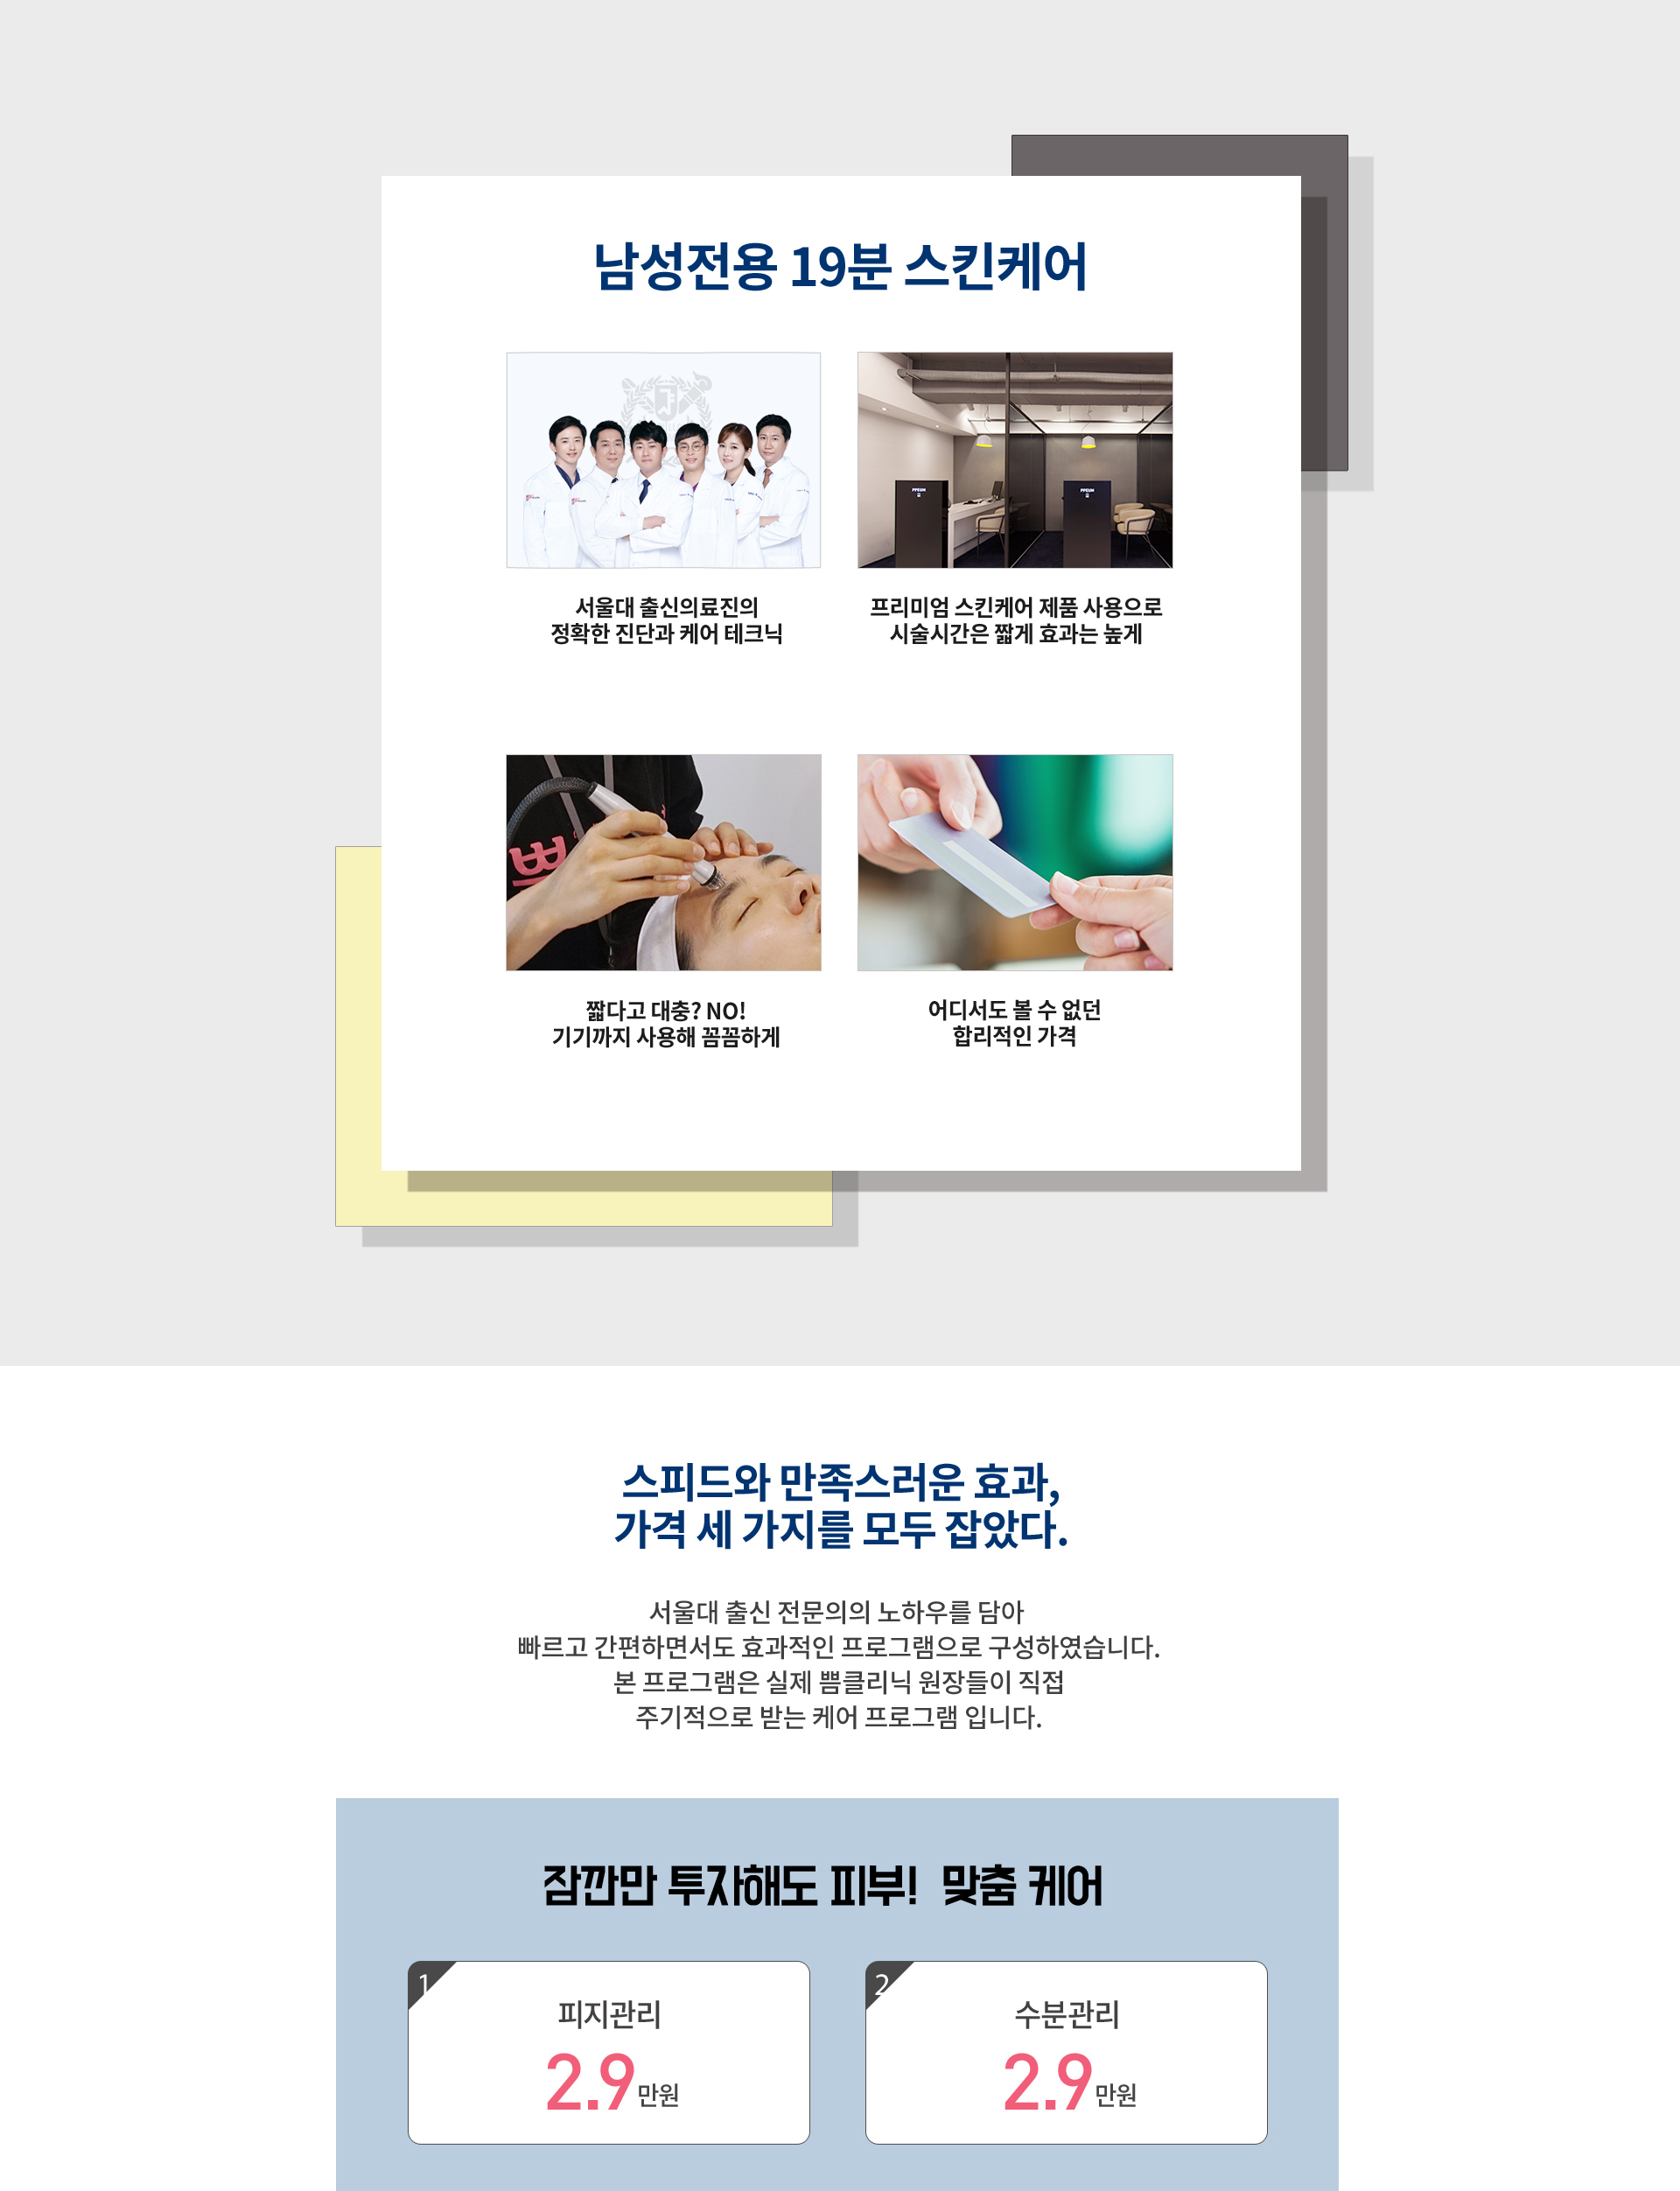 남성전용 19분 스킨케어
PPEUM
PPEUM
서울대 출신의료진의
정확한 진단과 케어 테크닉
프리미엄 스킨케어 제품 사용으로
시술시간은 짧게 효과는 높게
쁘
짧다고 대충? NO!
기기까지 사용해 꼼꼼하게
어디서도 볼 수 없던
합리적인 가격
스피드와 만족스러운 효과,
가격 세 가지를 모두 잡았다.
서울대 출신 전문의의 노하우를 담아
빠르고 간편하면서도 효과적인 프로그램으로 구성하였습니다.
본 프로그램은 실제 쁨클리닉 원장들이 직접
주기적으로 받는 케어 프로그램 입니다.
잠깐만 투자해도 피부! 맞춤 케어
1
피지관리
2.9만원
2
수분관리
2.9만원